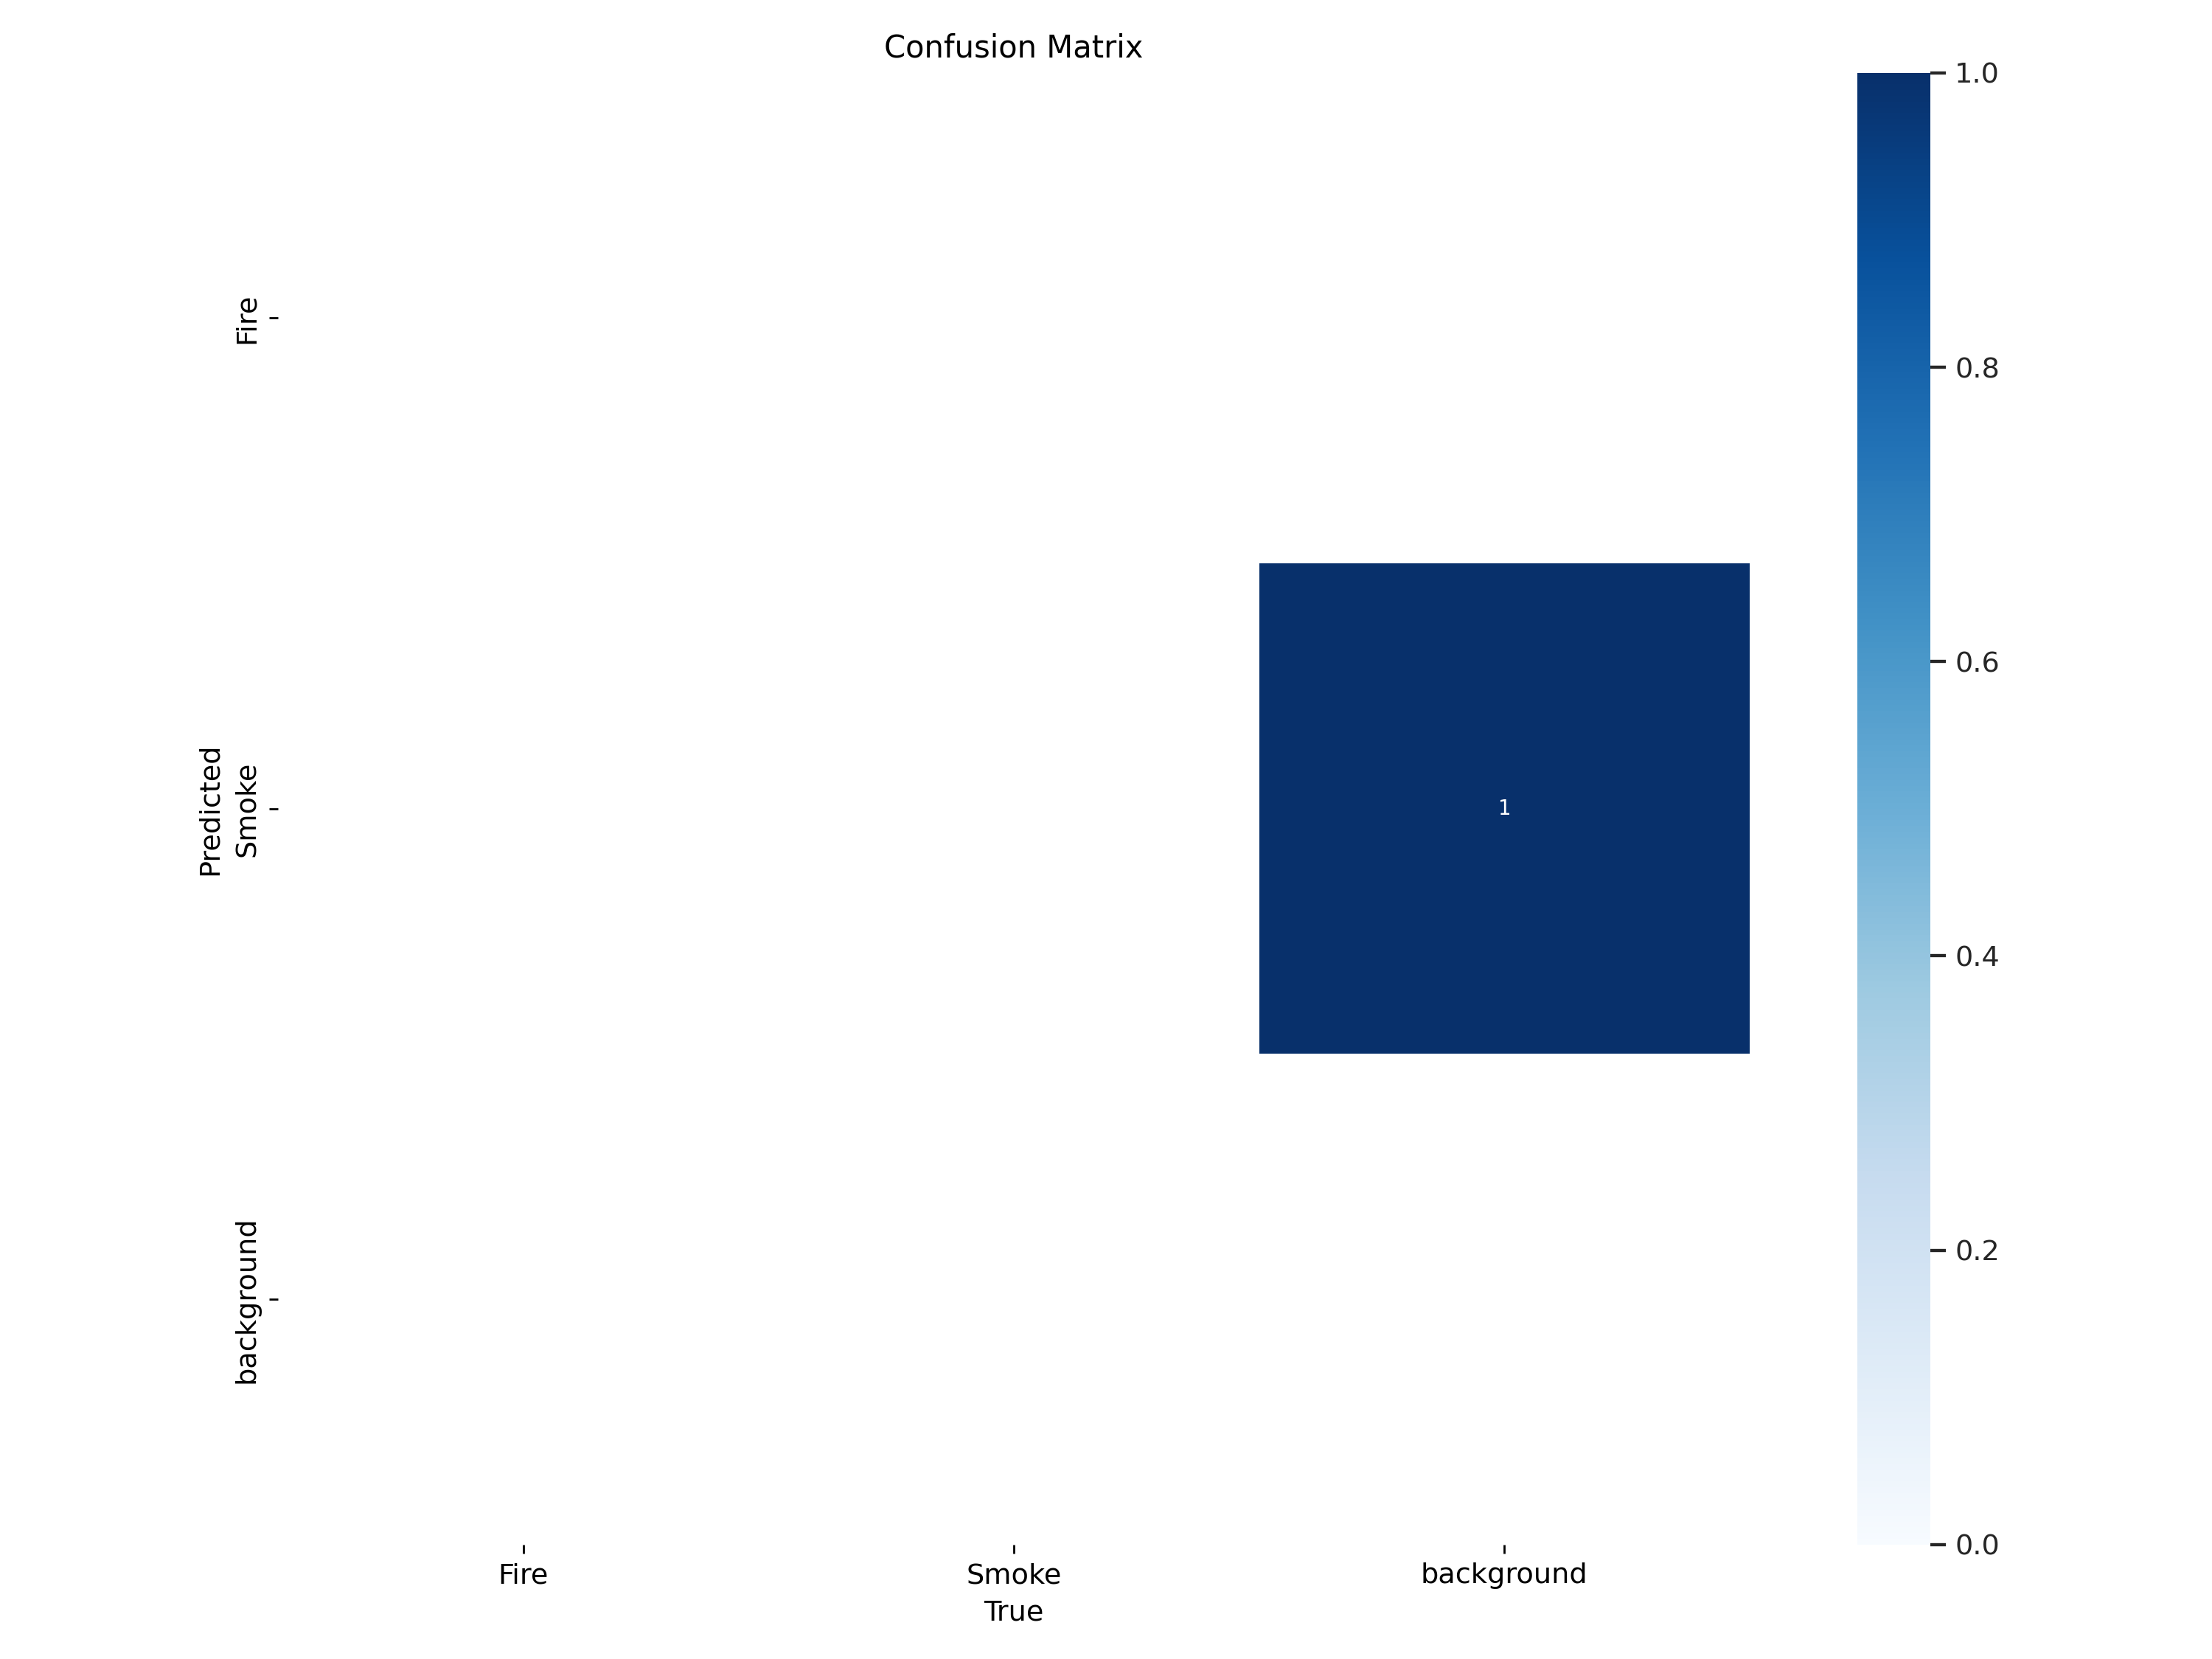 Confusion Matrix
1.0
0.8
0.6
0.4
0.2
0.0
Predicted
Fire
Smoke
background
1
Fire
Smoke
background
True